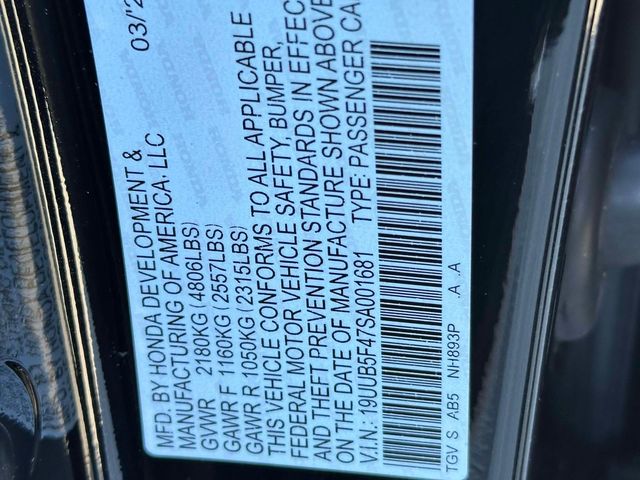 MFD. BY HONDA DEVELOPMENT & 03/'2
MANUFACTURING OF AMERICA, LLC
GVWR 2180KG (4806LBS)
GAWR F 1160KG (2557LBS)
GAWR R 1050KG (2315LBS)
THIS VEHICLE CONFORMS TO ALL APPLICABLE
FEDERAL MOTOR VEHICLE SAFETY, BUMPER,
AND THEFT PREVENTION STANDARDS IN EFFEC
ON THE DATE OF MANUFACTURE SHOWN ABOVE
V.I.N.: 19UUB5F47SA001681 TYPE: PASSENGER CA
TGV S AB5 NH893P .A .A